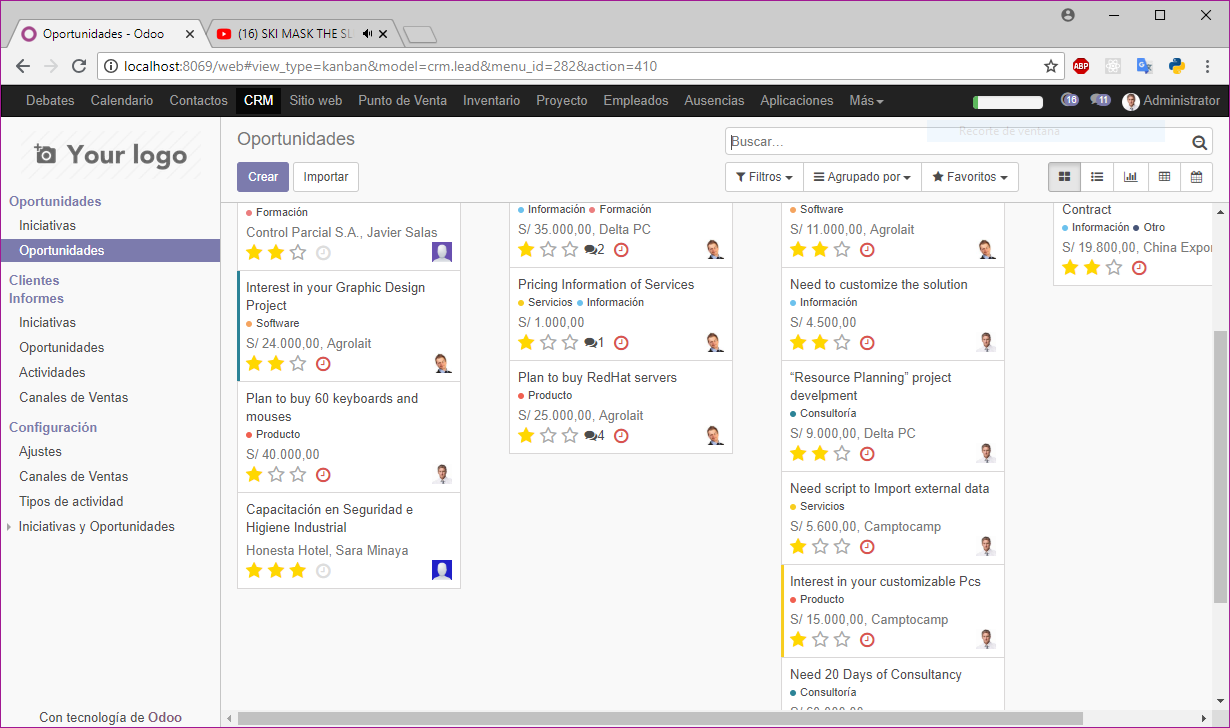 Oportunidades - Odoo
(16) SKI MASK THE SL
localhost:8069/web#view_type=kanban&model=crm.lead&menu_id=282&action=410
ABP
Debates Calendario Contactos CRM Sitio web Punto de Venta Inventario Proyecto Empleados Ausencias Aplicaciones Más 16 11 Administrator
Your logo
Oportunidades
Iniciativas
Oportunidades
Clientes
Informes
Iniciativas
Oportunidades
Actividades
Canales de Ventas
Configuración
Ajustes
Canales de Ventas
Tipos de actividad
Iniciativas y Oportunidades
Con tecnología de Odoo
Oportunidades
Buscar...
Recorte de ventana
Crear Importar
Filtros Agrupado por Favoritos
Formación
Control Parcial S.A., Javier Salas
Interest in your Graphic Design
Project
Software
S/ 24.000,00, Agrolait
Plan to buy 60 keyboards and
mouses
Producto
S/ 40.000,00
Capacitación en Seguridad e
Higiene Industrial
Honesta Hotel, Sara Minaya
Información Formación
S/ 35.000,00, Delta PC
2
Pricing Information of Services
Servicios Información
S/ 1.000,00
1
Plan to buy RedHat servers
Producto
S/ 25.000,00, Agrolait
4
Software
S/ 11.000,00, Agrolait
Need to customize the solution
Información
S/ 4.500,00
“Resource Planning” project
develpment
Consultoría
S/ 9.000,00, Delta PC
Need script to Import external data
Servicios
S/ 5.600,00, Camptocamp
Interest in your customizable Pcs
Producto
S/ 15.000,00, Camptocamp
Need 20 Days of Consultancy
Consultoría
Contract
Información Otro
S/ 19.800,00, China Expor